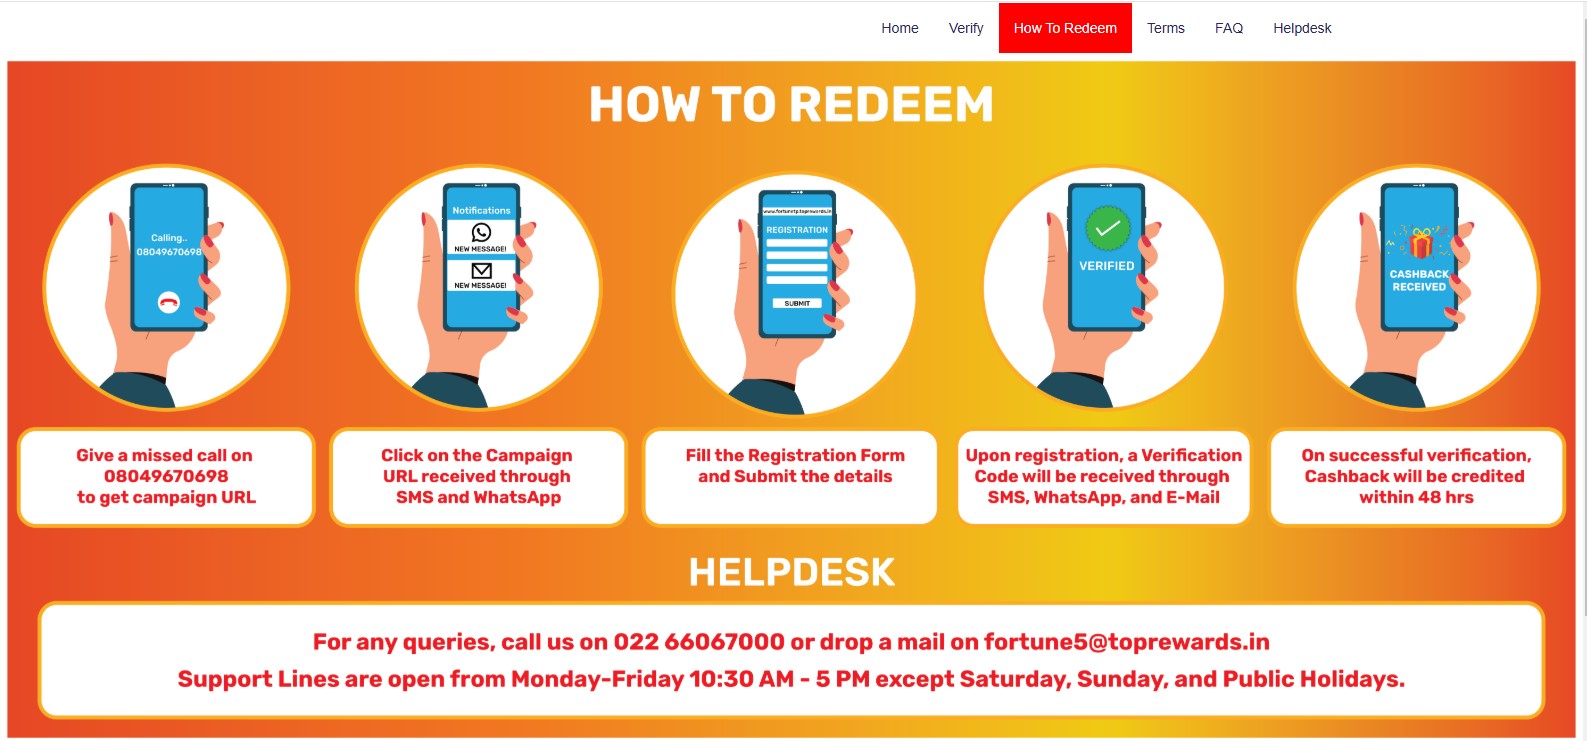 Home Verify How To Redeem Terms FAQ Helpdesk
HOW TO REDEEM
Calling..
08049670698
Notifications
NEW MESSAGE!
NEW MESSAGE!
www.fortunetp.toprewards.in
REGISTRATION
SUBMIT
VERIFIED
CASHBACK
RECEIVED
Give a missed call on
08049670698
to get campaign URL
Click on the Campaign
URL received through
SMS and WhatsApp
Fill the Registration Form
and Submit the details
Upon registration, a Verification
Code will be received through
SMS, WhatsApp, and E-Mail
On successful verification,
Cashback will be credited
within 48 hrs
HELPDESK
For any queries, call us on 022 66067000 or drop a mail on fortune5@toprewards.in
Support Lines are open from Monday-Friday 10:30 AM - 5 PM except Saturday, Sunday, and Public Holidays.